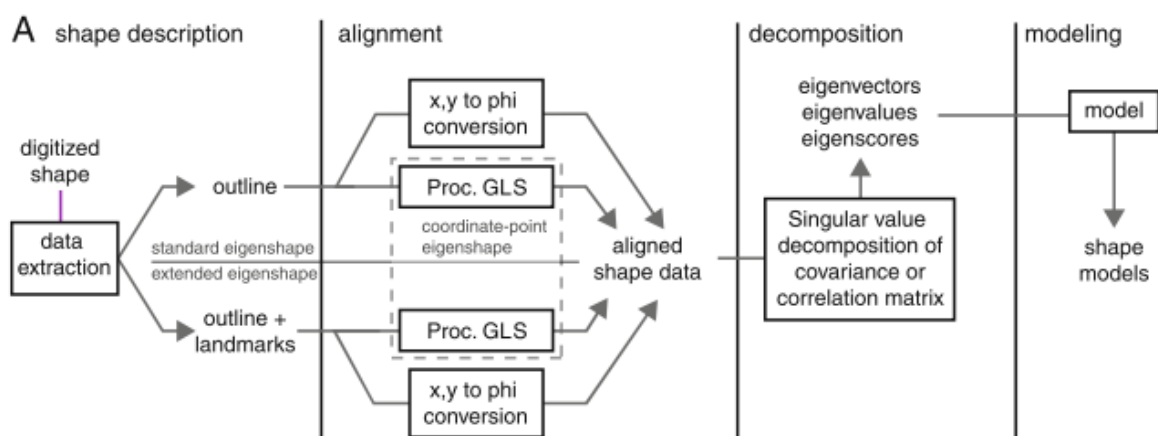 A shape description
alignment
decomposition
modeling
digitized
shape
data
extraction
outline
standard eigenshape
extended eigenshape
outline +
landmarks
x,y to phi
conversion
Proc. GLS
coordinate-point
eigenshape
Proc. GLS
x,y to phi
conversion
aligned
shape data
eigenvectors
eigenvalues
eigenscores
Singular value
decomposition of
covariance or
correlation matrix
model
shape
models